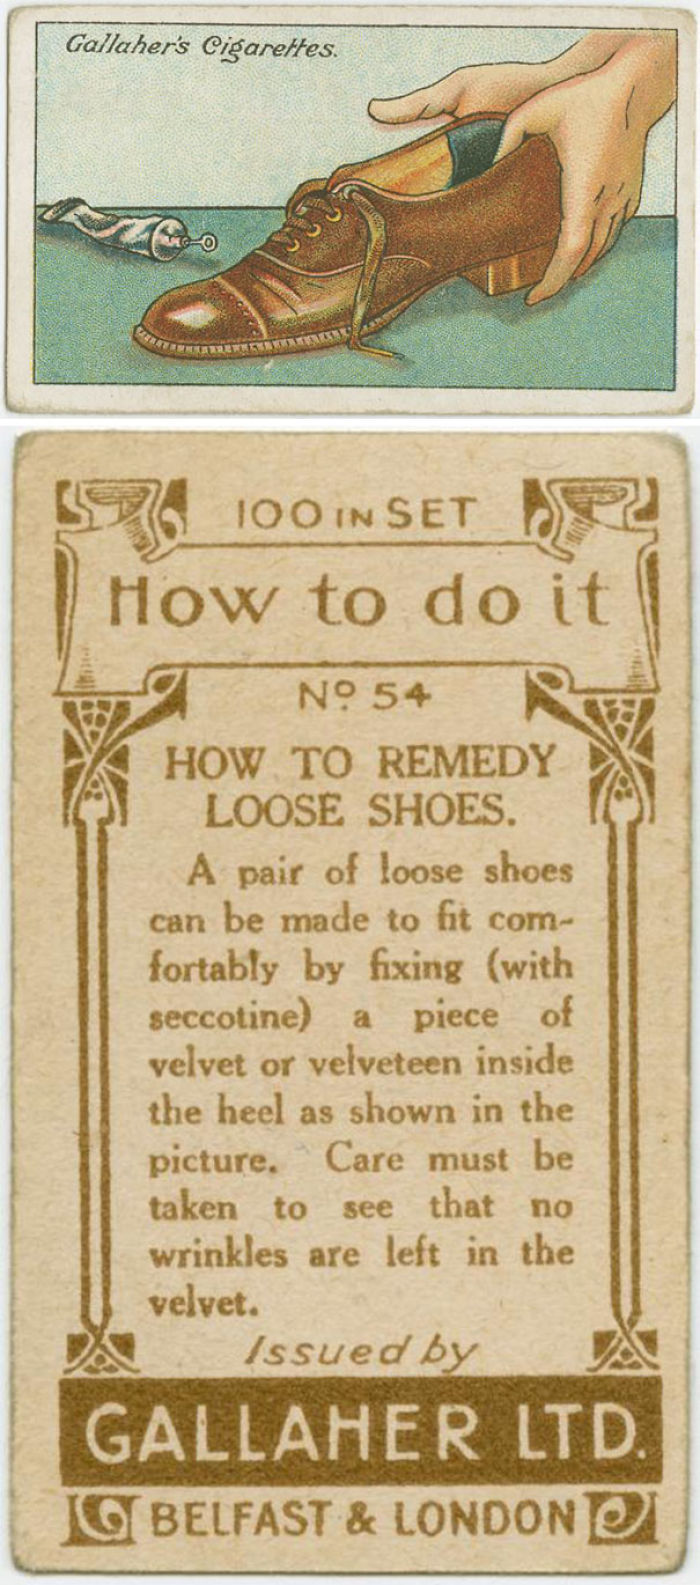 Gallaher's Cigarettes.
100 IN SET
How to do it
Nº 54
HOW TO REMEDY
LOOSE SHOES.
A pair of loose shoes
can be made to fit com-
fortably by fixing (with
seccotine) a piece of
velvet or velveteen inside
the heel as shown in the
picture. Care must be
taken to see that no
wrinkles are left in the
velvet.
Issued by
GALLAHER LTD.
BELFAST & LONDON